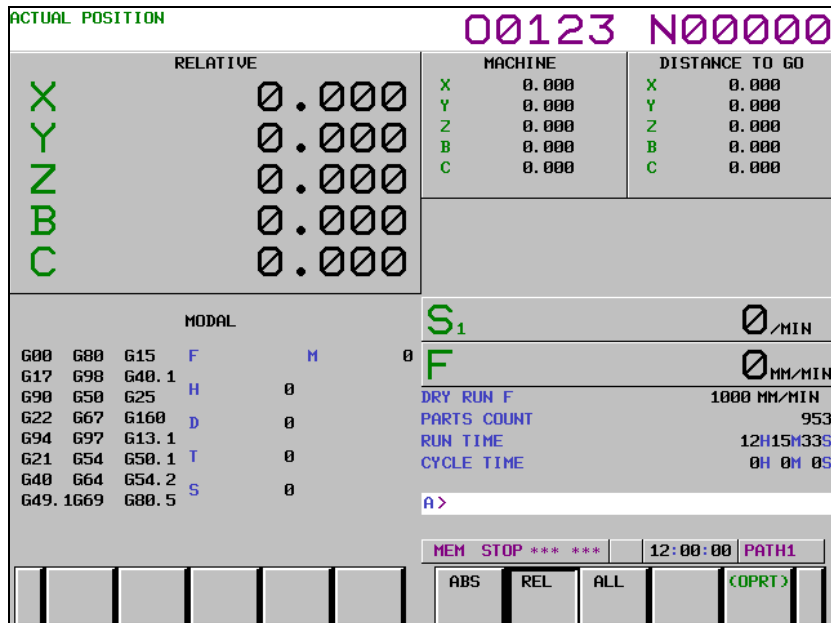 ACTUAL POSITION
O0123 N00000
RELATIVE
X 0.000
Y 0.000
Z 0.000
B 0.000
C 0.000
MACHINE
X 0.000
Y 0.000
Z 0.000
B 0.000
C 0.000
DISTANCE TO GO
X 0.000
Y 0.000
Z 0.000
B 0.000
C 0.000
MODAL
G00 G80 G15 F M 0
G17 G98 G40.1
G90 G50 G25 H 0
G22 G67 G160 D 0
G94 G97 G13.1
G21 G54 G50.1 T 0
G40 G64 G54.2
G49.1 G69 G80.5 S 0
S1 0/MIN
F 0MM/MIN
DRY RUN F 1000 MM/MIN
PARTS COUNT 953
RUN TIME 12H15M33S
CYCLE TIME 0H 0M 0S
A>
MEM STOP *** *** 12:00:00 PATH1
ABS REL ALL (OPRT)